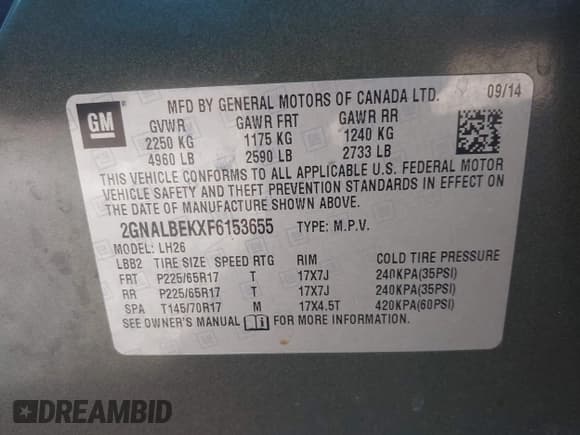 GM
MFD BY GENERAL MOTORS OF CANADA LTD. 09/14
GVWR GAWR FRT GAWR RR
2250 KG 1175 KG 1240 KG
4960 LB 2590 LB 2733 LB
THIS VEHICLE CONFORMS TO ALL APPLICABLE U.S. FEDERAL MOTOR
VEHICLE SAFETY AND THEFT PREVENTION STANDARDS IN EFFECT ON
THE DATE OF MANUFACTURE SHOWN ABOVE.
2GNALBEKXF6153655 TYPE: M.P.V.
MODEL: LH26
LBB2 TIRE SIZE SPEED RTG RIM COLD TIRE PRESSURE
FRT P225/65R17 T 17X7J 240KPA(35PSI)
RR P225/65R17 T 17X7J 240KPA(35PSI)
SPA T145/70R17 M 17X4.5T 420KPA(60PSI)
SEE OWNER'S MANUAL FOR MORE INFORMATION.
DREAMBID